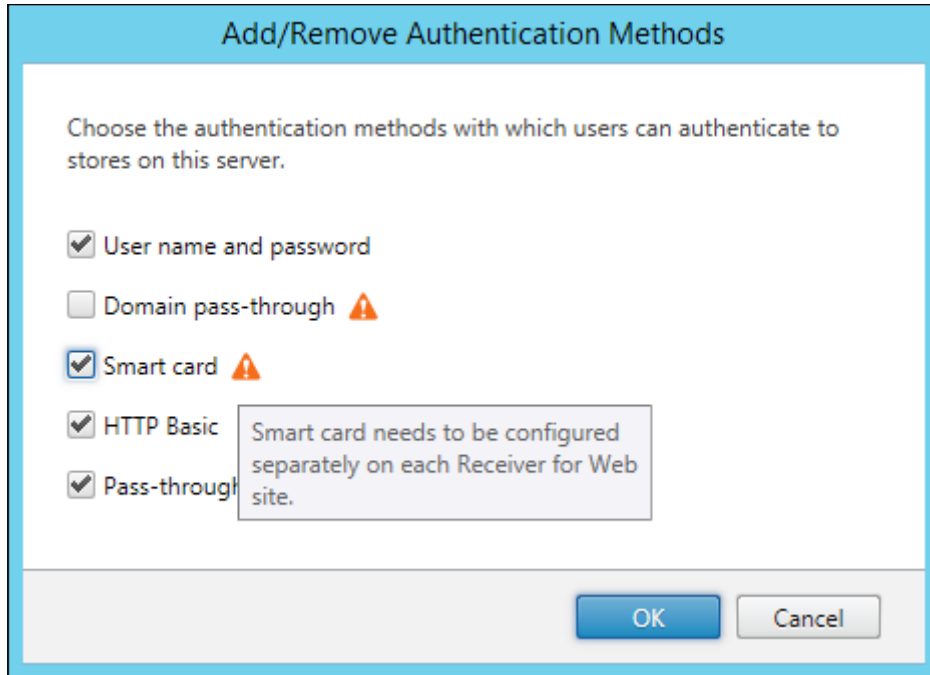 Add/Remove Authentication Methods
Choose the authentication methods with which users can authenticate to
stores on this server.
User name and password
Domain pass-through
Smart card
HTTP Basic
Smart card needs to be configured
separately on each Receiver for Web
site.
Pass-through
OK
Cancel